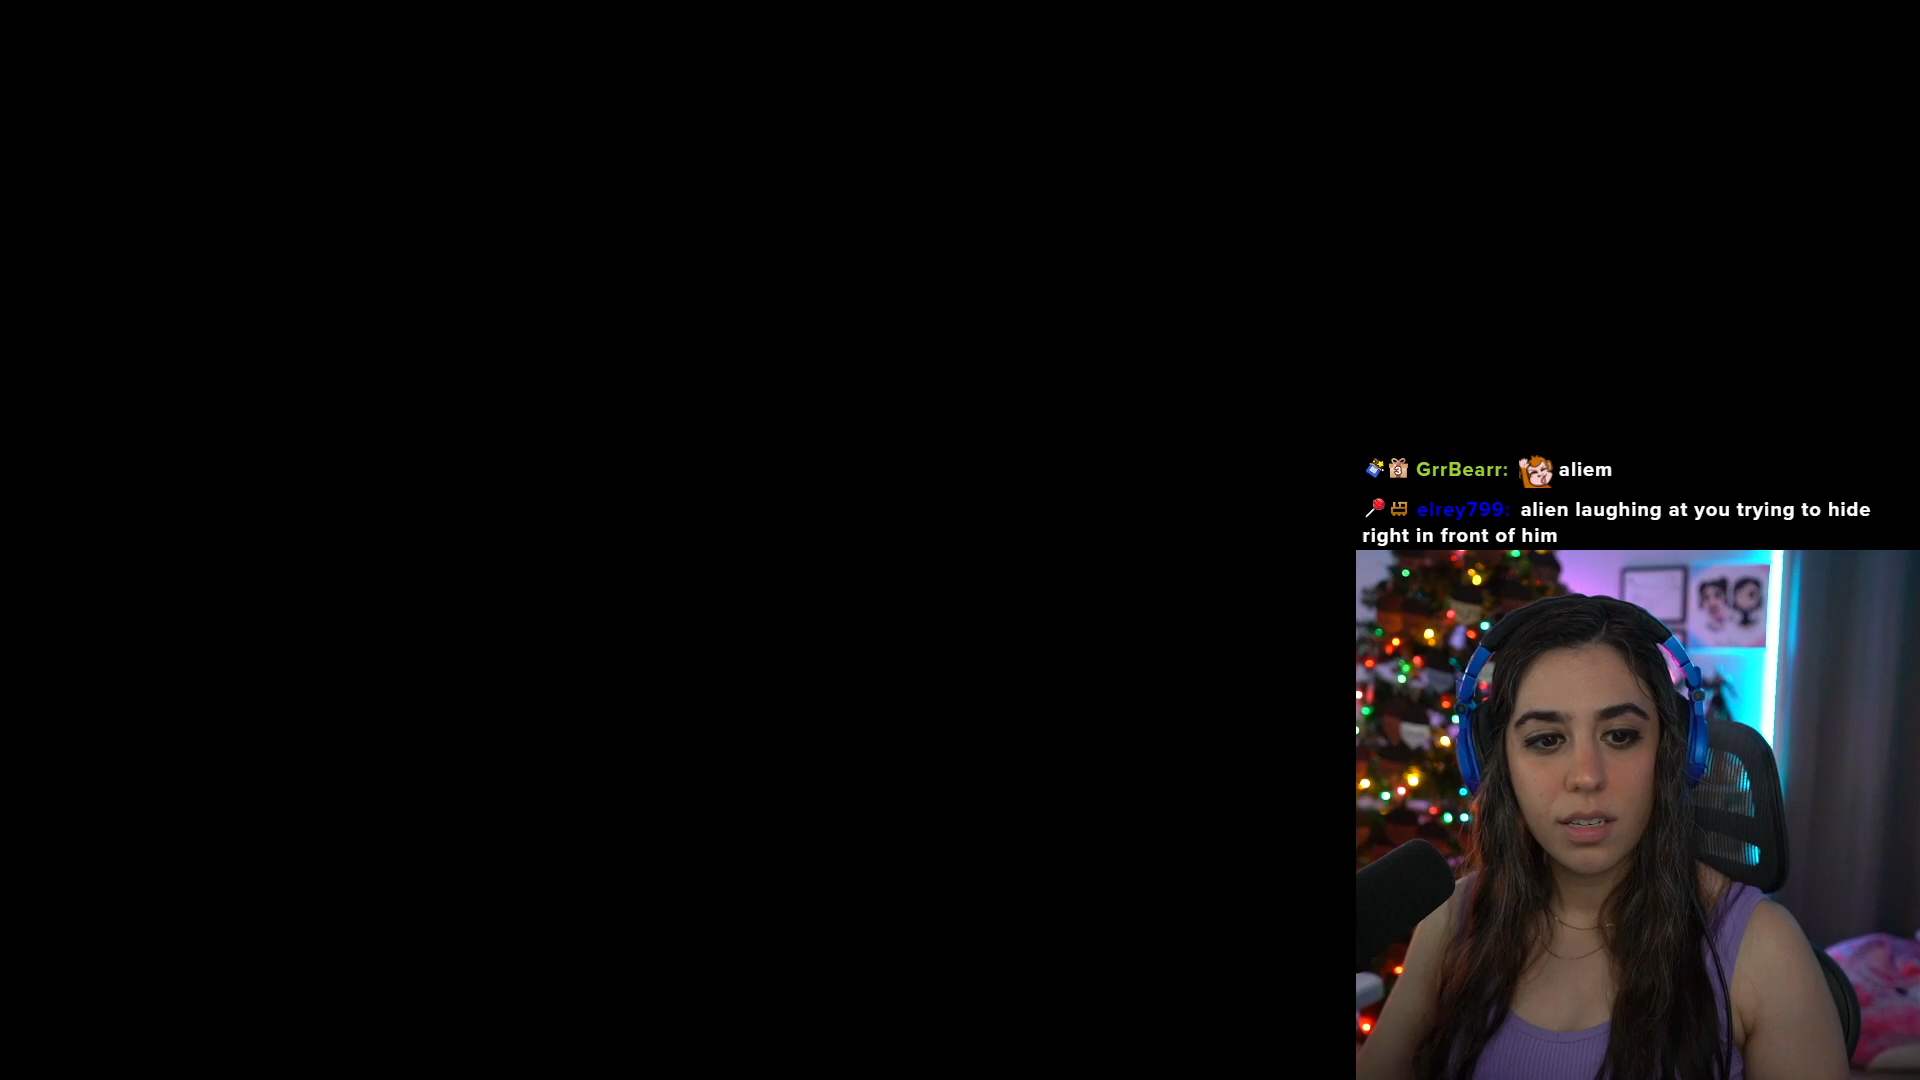 GrrBearr: aliem
elrey799: alien laughing at you trying to hide
right in front of him